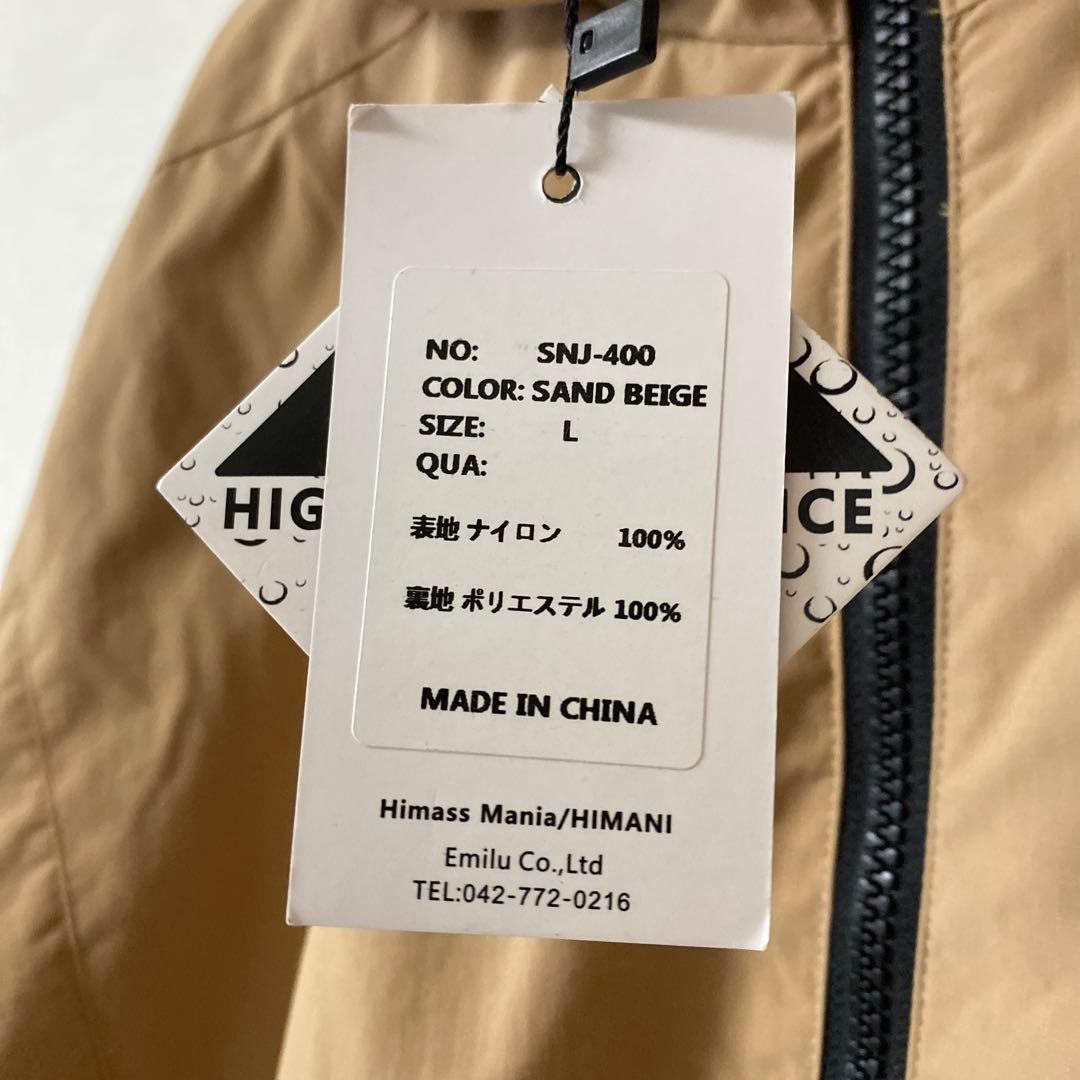 NO: SNJ-400
COLOR: SAND BEIGE
SIZE: L
QUA:
表地 ナイロン 100%
裏地 ポリエステル 100%
MADE IN CHINA
Himass Mania/HIMANI
Emilu Co.,Ltd
TEL:042-772-0216
HIG
CE